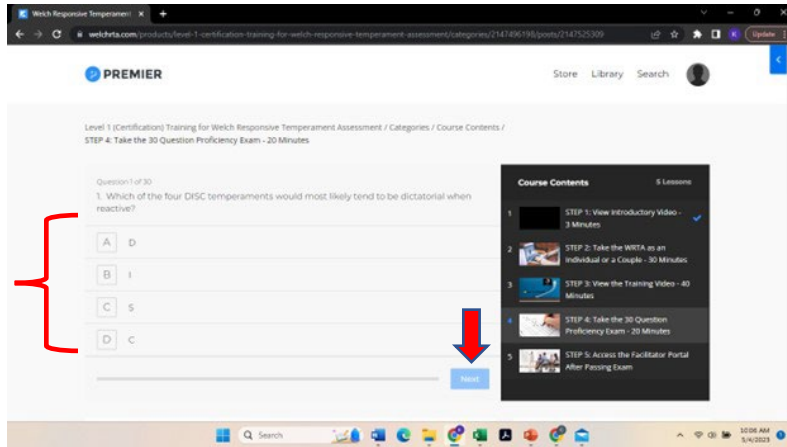 Welch Responsive Temperament
welchrta.com/products/level-1-certification-training-for-welch-responsive-temperament-assessment/categories/2147496198/posts/2147525309
K
Update
PREMIER
Store Library Search
Level 1 (Certification) Training for Welch Responsive Temperament Assessment / Categories / Course Contents /
STEP 4: Take the 30 Question Proficiency Exam - 20 Minutes
Question 1 of 30
1. Which of the four DISC temperaments would most likely tend to be dictatorial when
reactive?
A D
B I
C S
D C
Next
Course Contents 5 Lessons
1 STEP 1: View Introductory Video -
3 Minutes
2 STEP 2: Take the WRTA as an
Individual or a Couple - 30 Minutes
3 STEP 3: View the Training Video - 40
Minutes
4 STEP 4: Take the 30 Question
Proficiency Exam - 20 Minutes
5 STEP 5: Access the Facilitator Portal
After Passing Exam
Search
10:08 AM
5/4/2023